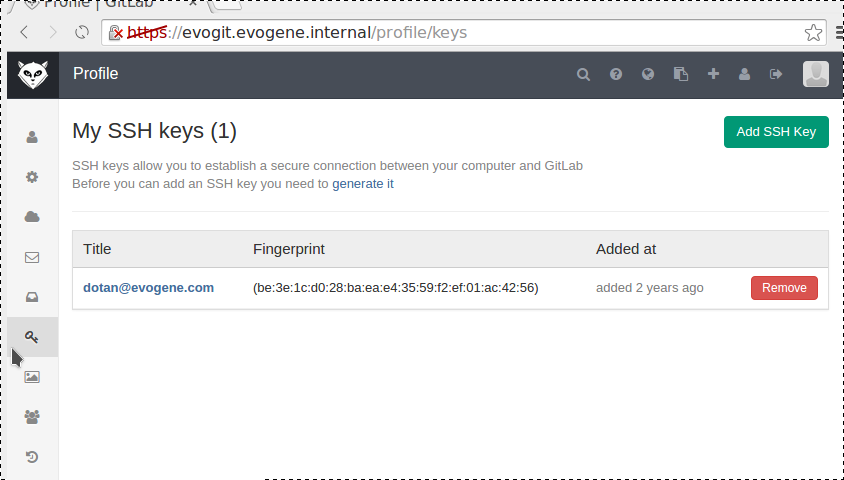 Profile | GitLab
https://evogit.evogene.internal/profile/keys
Profile
My SSH keys (1)
Add SSH Key
SSH keys allow you to establish a secure connection between your computer and GitLab
Before you can add an SSH key you need to generate it
Title Fingerprint Added at
dotan@evogene.com (be:3e:1c:d0:28:ba:ea:e4:35:59:f2:ef:01:ac:42:56) added 2 years ago Remove